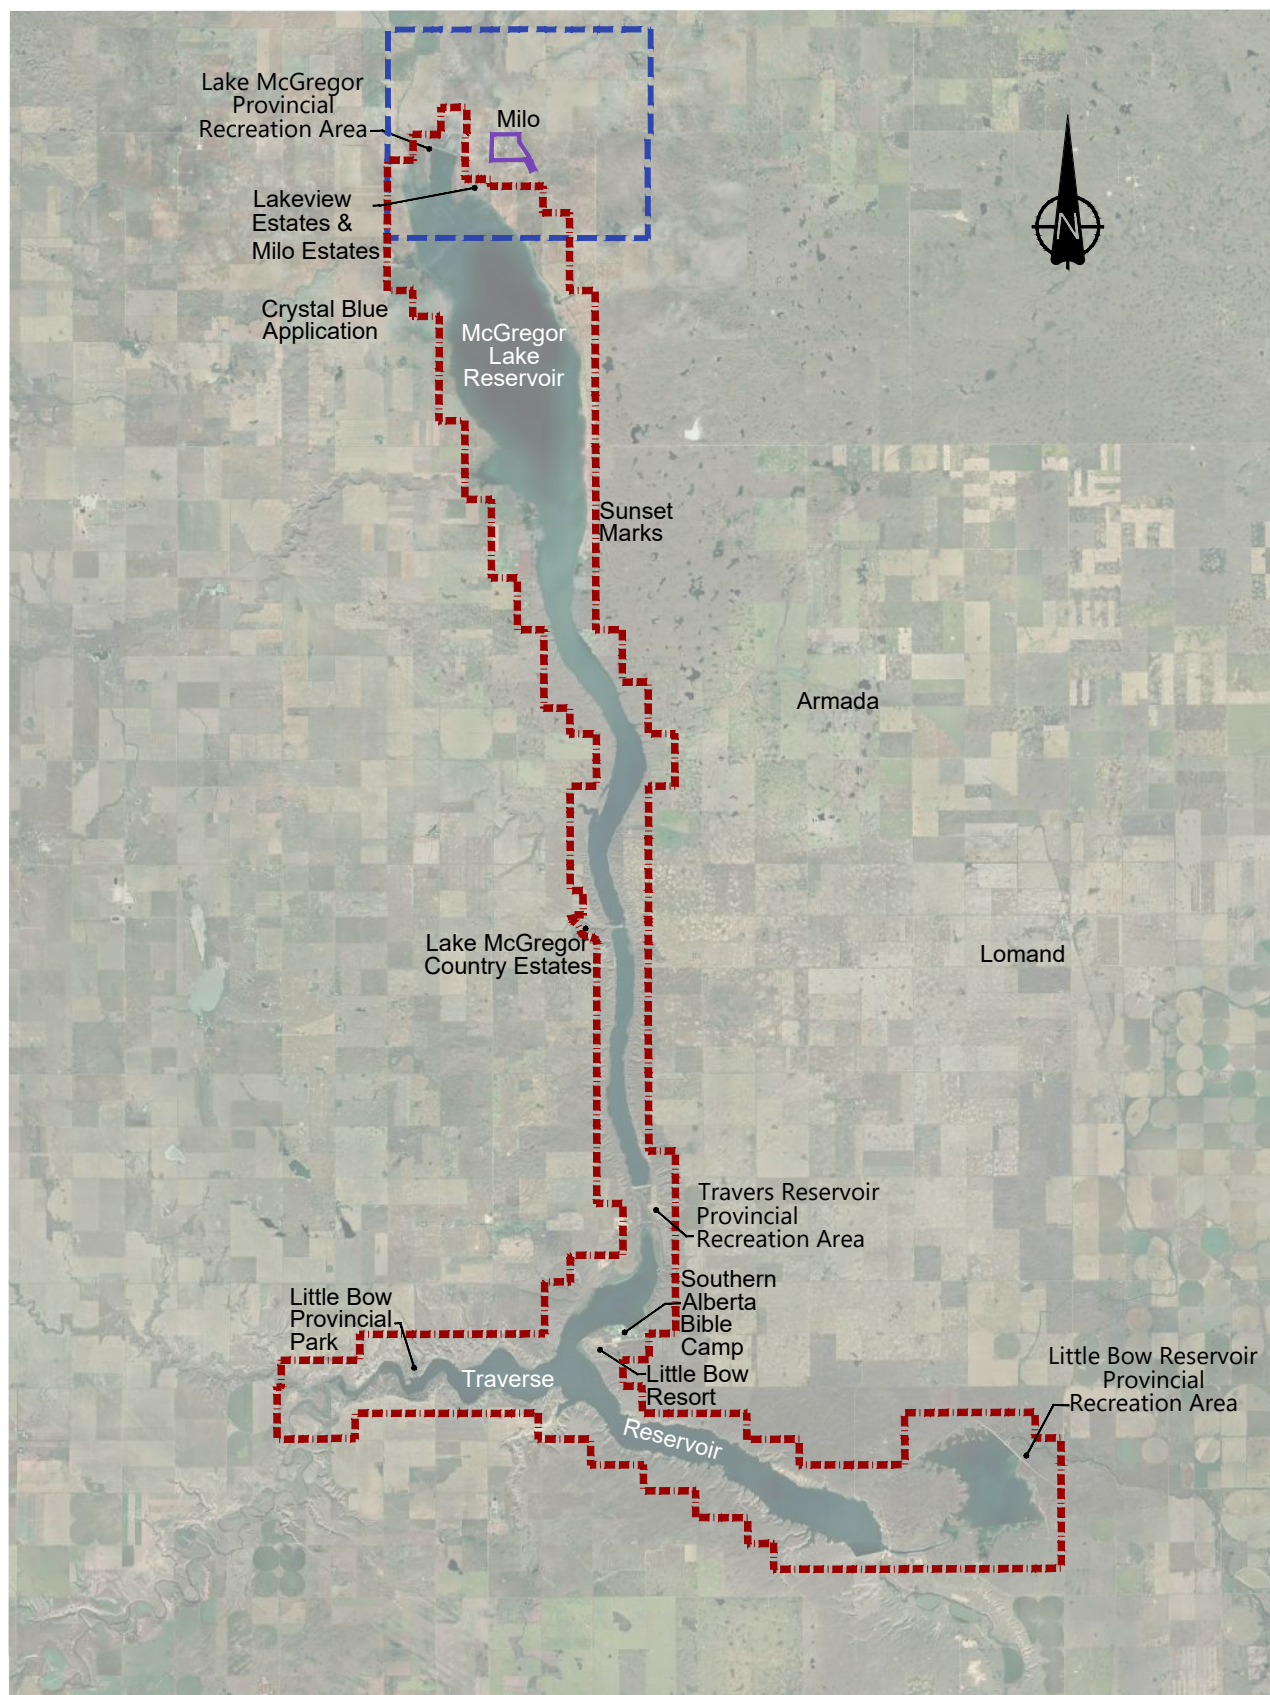 Lake McGregor
Provincial
Recreation Area
Milo
Lakeview
Estates &
Milo Estates
N
Crystal Blue
Application
McGregor
Lake
Reservoir
Sunset
Marks
Armada
Lake McGregor
Country Estates
Lomand
Travers Reservoir
Provincial
Recreation Area
Southern
Alberta
Bible
Camp
Little Bow
Provincial
Park
Traverse
Little Bow
Resort
Reservoir
Little Bow Reservoir
Provincial
Recreation Area